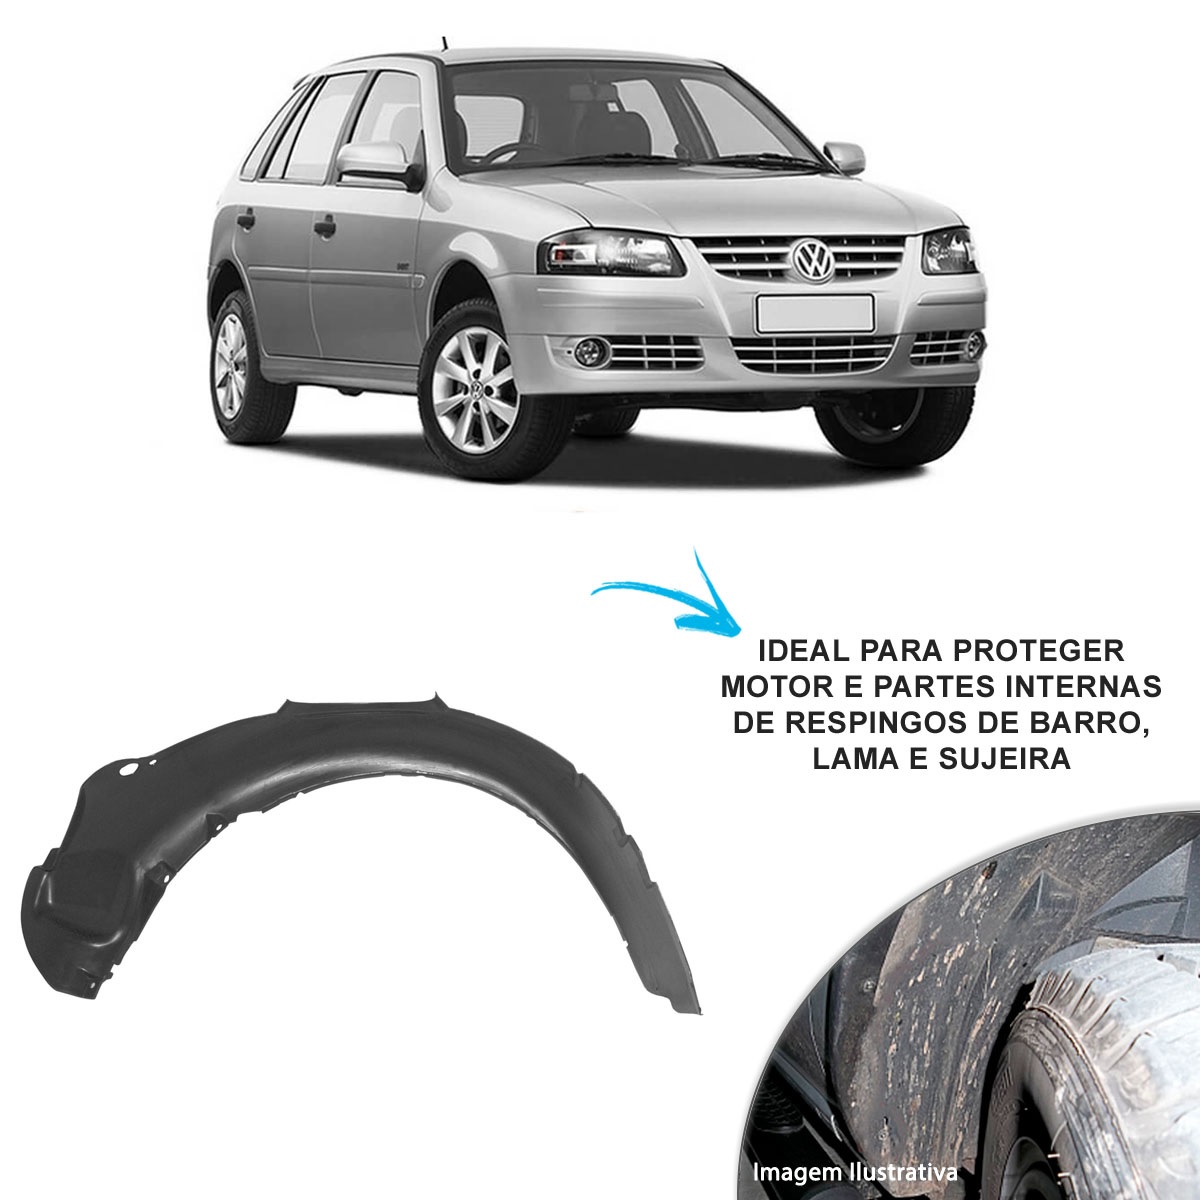 IDEAL PARA PROTEGER
MOTOR E PARTES INTERNAS
DE RESPINGOS DE BARRO,
LAMA E SUJEIRA
Imagem Ilustrativa